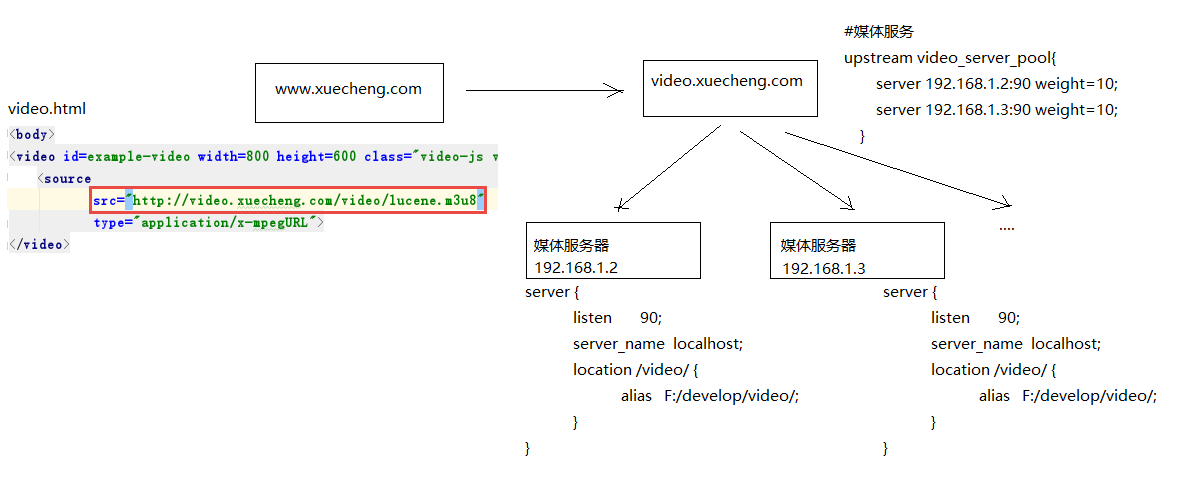 #媒体服务
upstream video_server_pool{
server 192.168.1.2:90 weight=10;
server 192.168.1.3:90 weight=10;
}
www.xuecheng.com
video.xuecheng.com
video.html
<body>
<video id=example-video width=800 height=600 class="video-js v
<source
src="http://video.xuecheng.com/video/lucene.m3u8"
type="application/x-mpegURL">
</video>
媒体服务器
192.168.1.2
server {
listen 90;
server_name localhost;
location /video/ {
alias F:/develop/video/;
}
}
媒体服务器
192.168.1.3
server {
listen 90;
server_name localhost;
location /video/ {
alias F:/develop/video/;
}
}
....